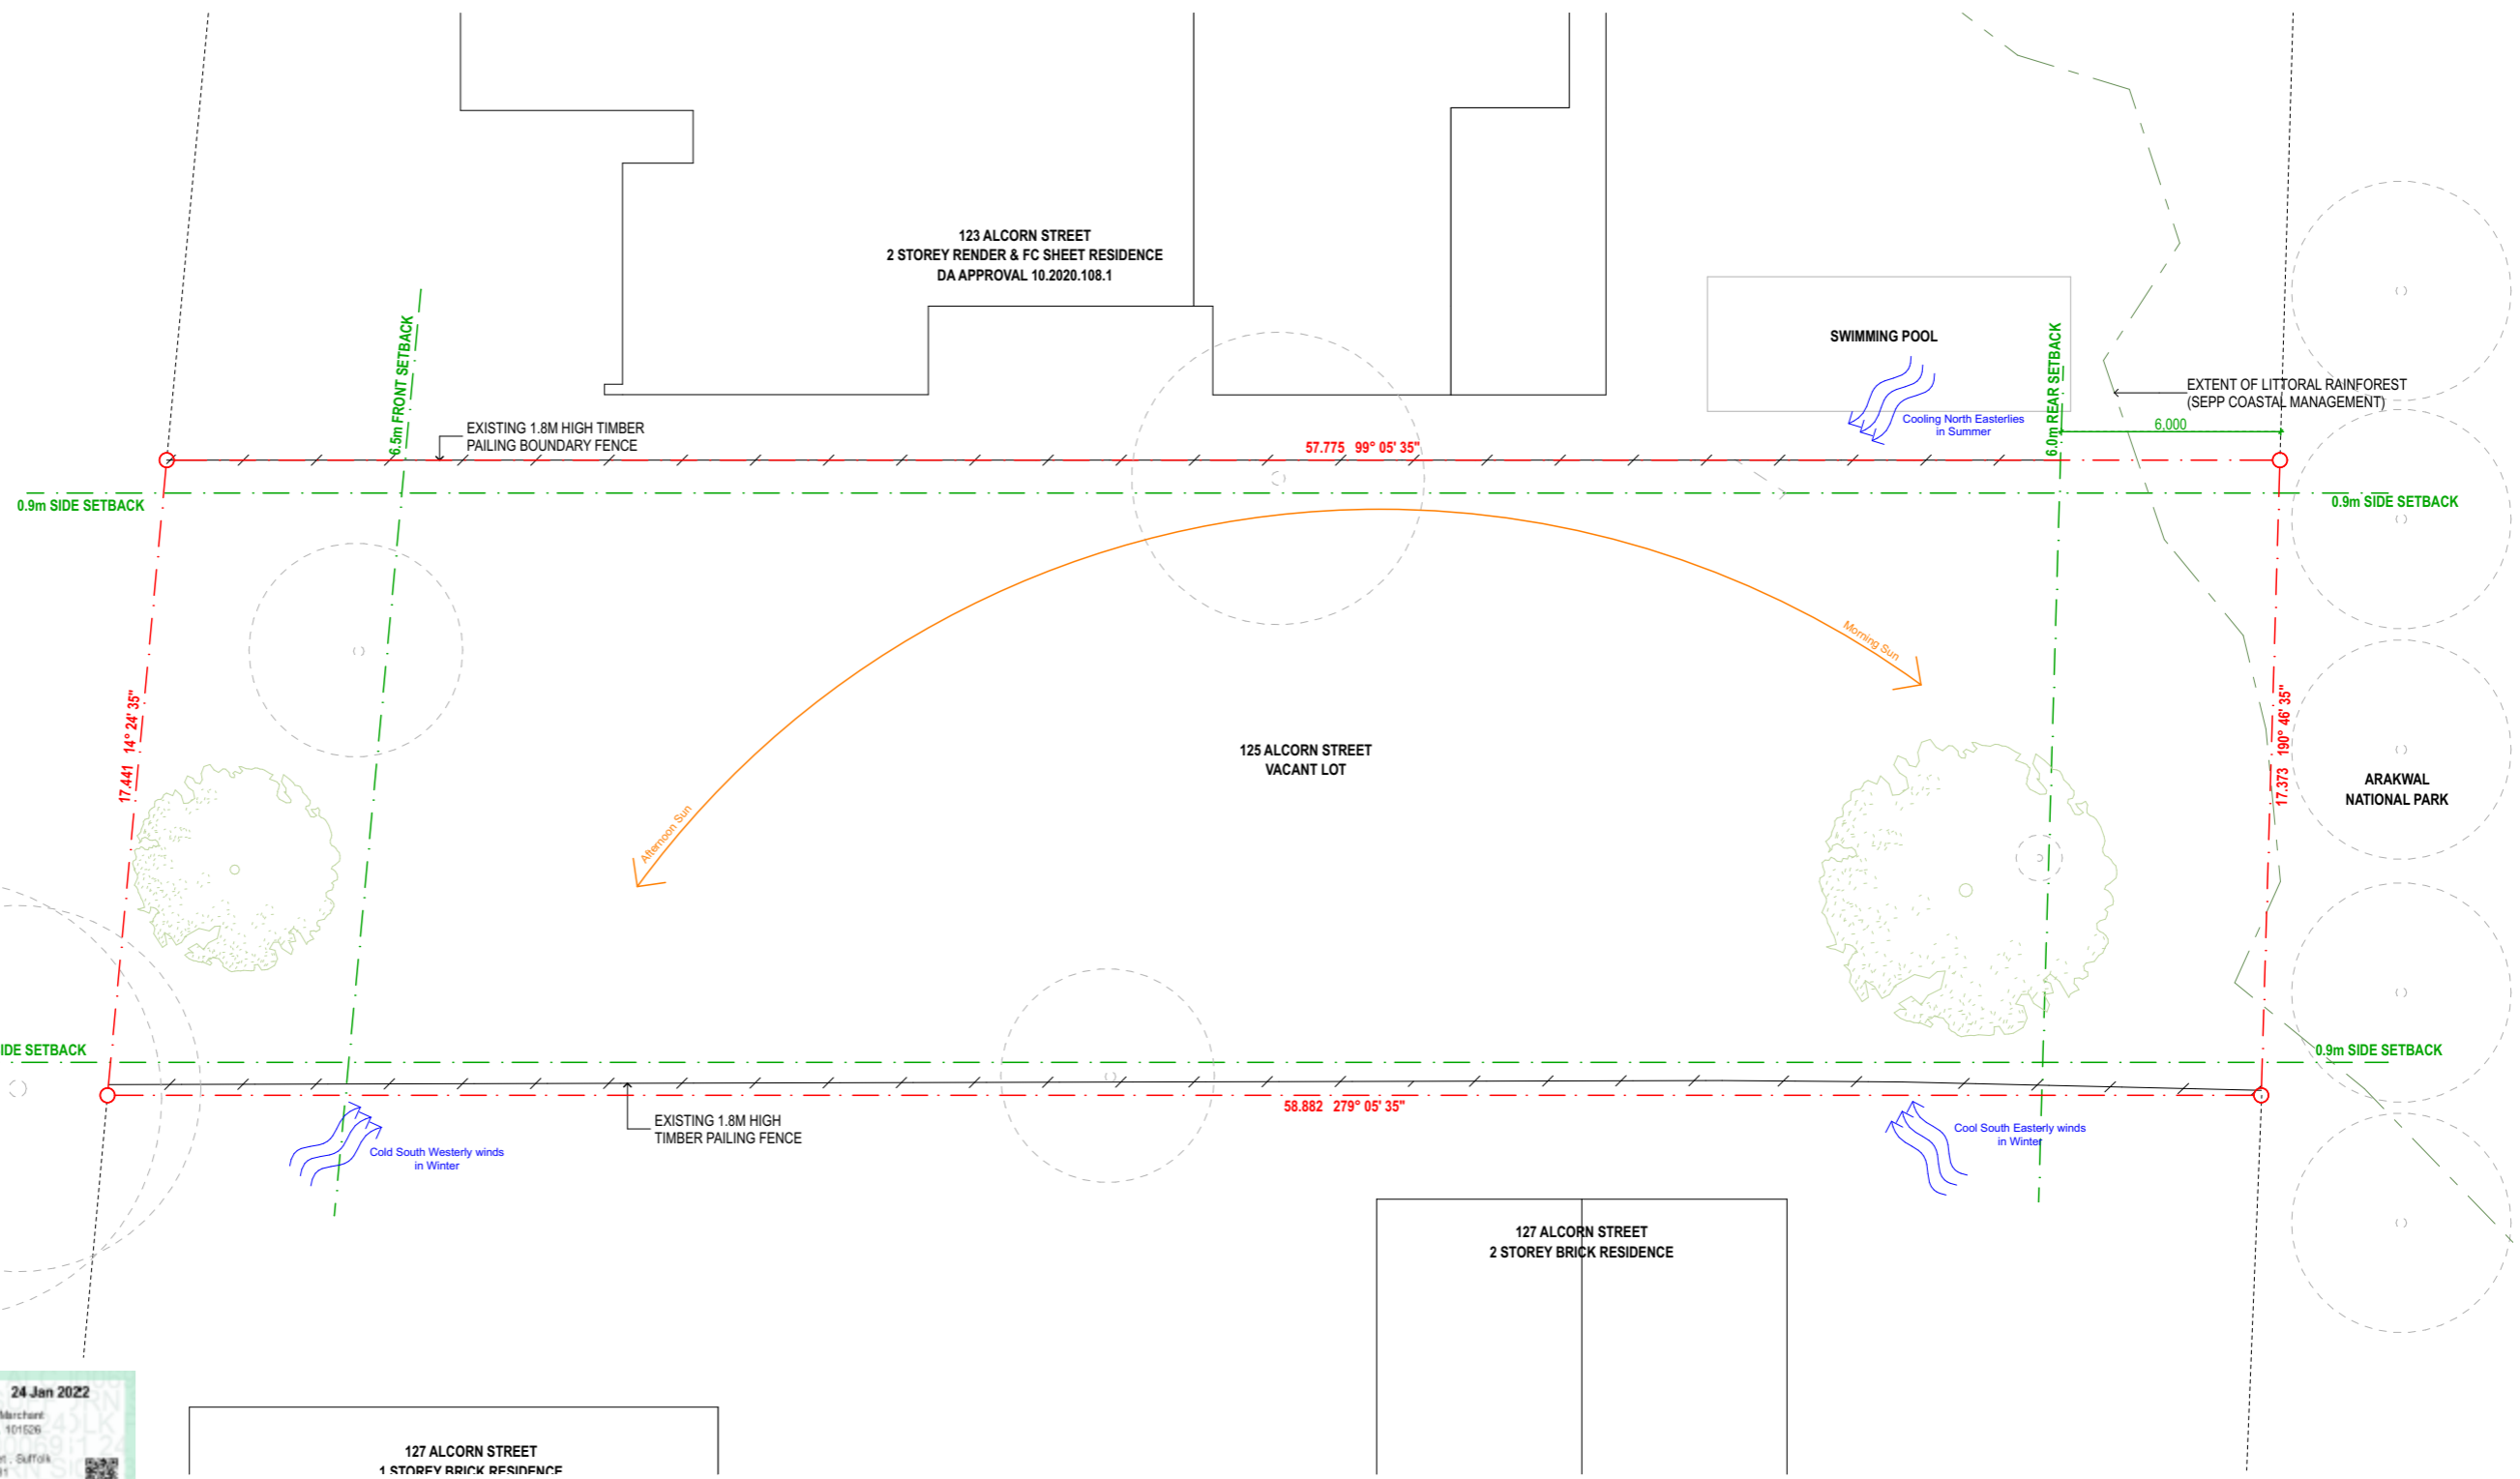 123 ALCORN STREET
2 STOREY RENDER & FC SHEET RESIDENCE
DA APPROVAL 10.2020.108.1
SWIMMING POOL
6.5m FRONT SETBACK
6.0m REAR SETBACK
EXTENT OF LITTORAL RAINFOREST
(SEPP COASTAL MANAGEMENT)
6,000
Cooling North Easterlies
in Summer
EXISTING 1.8M HIGH TIMBER
PAILING BOUNDARY FENCE
57.775 99° 05' 35"
0.9m SIDE SETBACK
0.9m SIDE SETBACK
Morning Sun
17.441 14° 24' 35"
17.373 190° 46' 35"
125 ALCORN STREET
VACANT LOT
ARAKWAL
NATIONAL PARK
Afternoon Sun
IDE SETBACK
0.9m SIDE SETBACK
58.882 279° 05' 35"
EXISTING 1.8M HIGH
TIMBER PAILING FENCE
Cold South Westerly winds
in Winter
Cool South Easterly winds
in Winter
127 ALCORN STREET
2 STOREY BRICK RESIDENCE
24 Jan 2022
Marchant
101526
Suffolk
127 ALCORN STREET
1 STOREY BRICK RESIDENCE